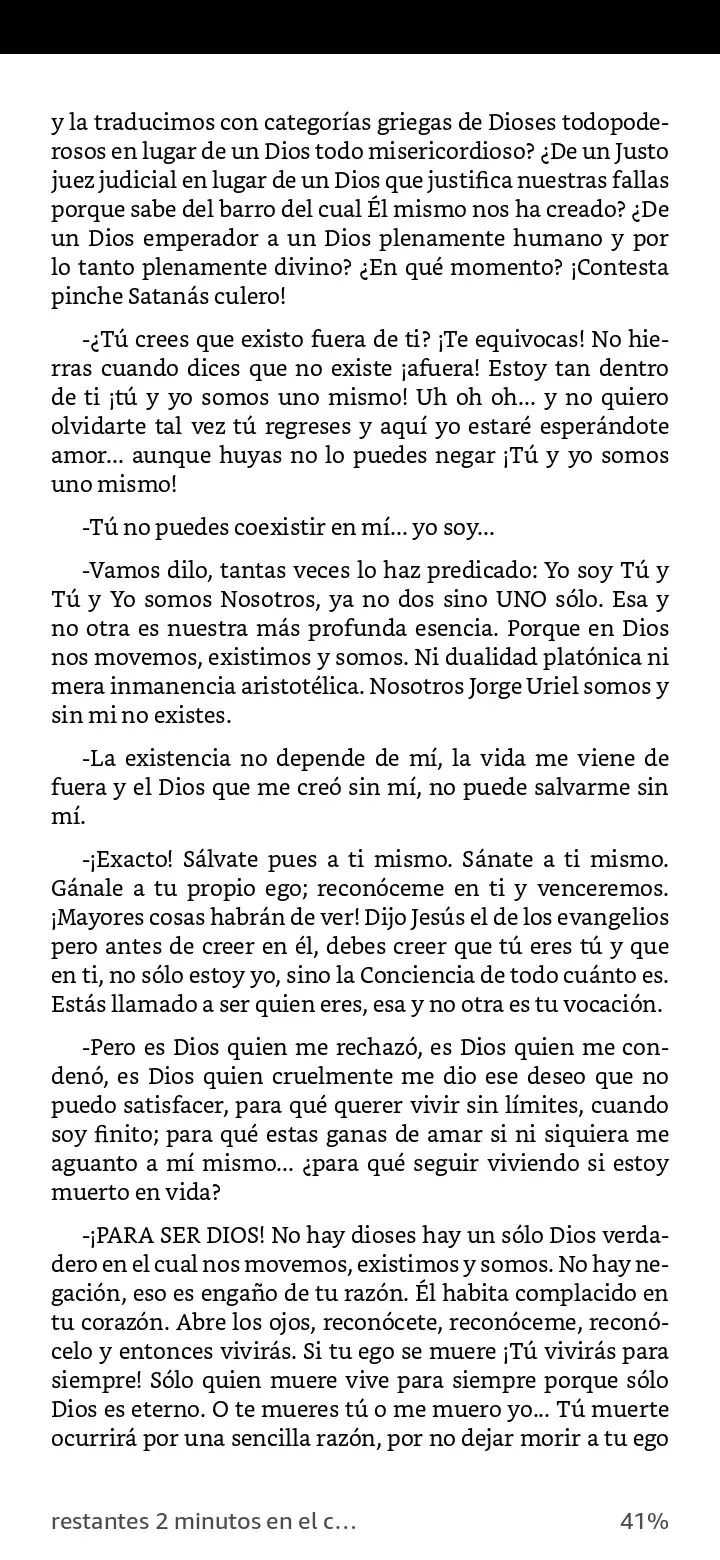 y la traducimos con categorías griegas de Dioses todopode-
rosos en lugar de un Dios todo misericordioso? ¿De un Justo
juez judicial en lugar de un Dios que justifica nuestras fallas
porque sabe del barro del cual Él mismo nos ha creado? ¿De
un Dios emperador a un Dios plenamente humano y por
lo tanto plenamente divino? ¿En qué momento? ¡Contesta
pinche Satanás culero!
-¿Tú crees que existo fuera de ti? ¡Te equivocas! No hie-
rras cuando dices que no existe ¡afuera! Estoy tan dentro
de ti ¡tú y yo somos uno mismo! Uh oh oh... y no quiero
olvidarte tal vez tú regreses y aquí yo estaré esperándote
amor... aunque huyas no lo puedes negar ¡Tú y yo somos
uno mismo!
-Tú no puedes coexistir en mí... yo soy...
-Vamos dilo, tantas veces lo haz predicado: Yo soy Tú y
Tú y Yo somos Nosotros, ya no dos sino UNO sólo. Esa y
no otra es nuestra más profunda esencia. Porque en Dios
nos movemos, existimos y somos. Ni dualidad platónica ni
mera inmanencia aristotélica. Nosotros Jorge Uriel somos y
sin mi no existes.
-La existencia no depende de mí, la vida me viene de
fuera y el Dios que me creó sin mí, no puede salvarme sin
mí.
-¡Exacto! Sálvate pues a ti mismo. Sánate a ti mismo.
Gánale a tu propio ego; reconóceme en ti y venceremos.
¡Mayores cosas habrán de ver! Dijo Jesús el de los evangelios
pero antes de creer en él, debes creer que tú eres tú y que
en ti, no sólo estoy yo, sino la Conciencia de todo cuánto es.
Estás llamado a ser quien eres, esa y no otra es tu vocación.
-Pero es Dios quien me rechazó, es Dios quien me con-
denó, es Dios quien cruelmente me dio ese deseo que no
puedo satisfacer, para qué querer vivir sin límites, cuando
soy finito; para qué estas ganas de amar si ni siquiera me
aguanto a mí mismo... ¿para qué seguir viviendo si estoy
muerto en vida?
-¡PARA SER DIOS! No hay dioses hay un sólo Dios verda-
dero en el cual nos movemos, existimos y somos. No hay ne-
gación, eso es engaño de tu razón. Él habita complacido en
tu corazón. Abre los ojos, reconócete, reconóceme, reconó-
celo y entonces vivirás. Si tu ego se muere ¡Tú vivirás para
siempre! Sólo quien muere vive para siempre porque sólo
Dios es eterno. O te mueres tú o me muero yo... Tú muerte
ocurrirá por una sencilla razón, por no dejar morir a tu ego
restantes 2 minutos en el c...
41%